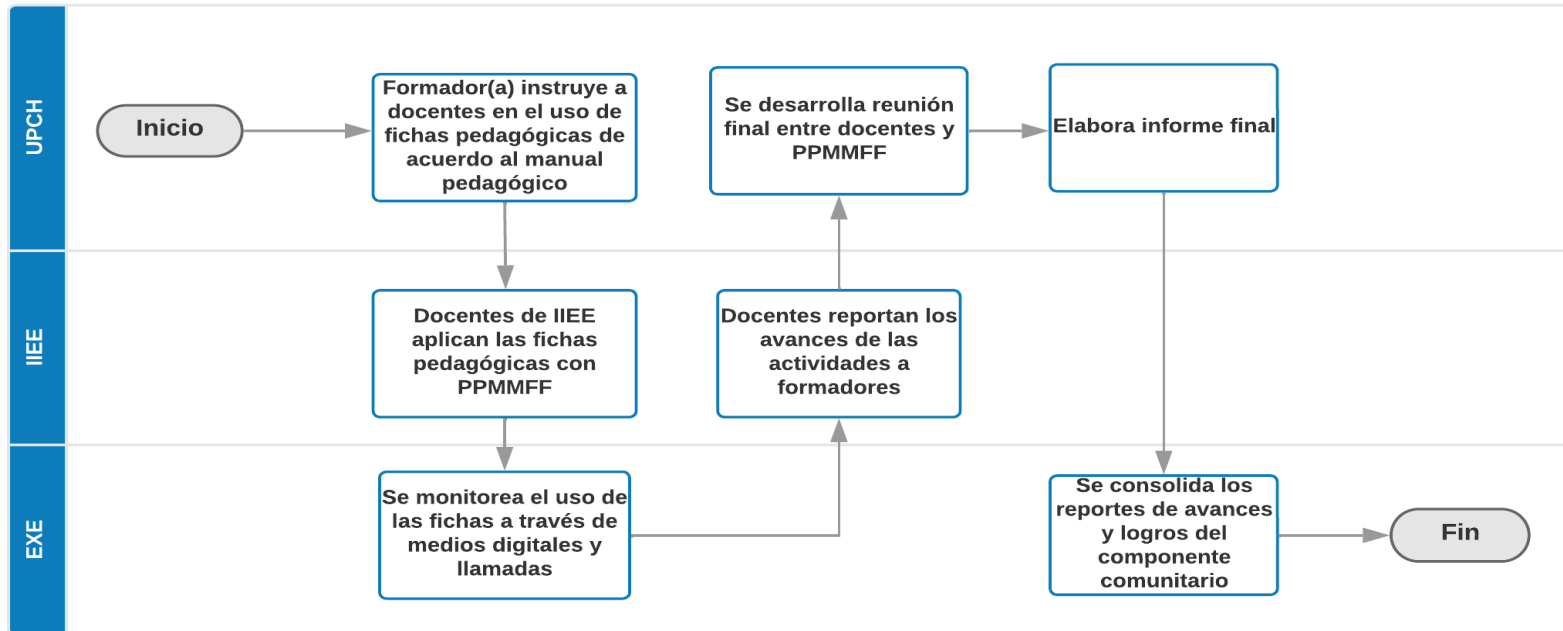 UPCH
Inicio
Formador(a) instruye a
docentes en el uso de
fichas pedagógicas de
acuerdo al manual
pedagógico
Se desarrolla reunión
final entre docentes y
PPMMFF
Elabora informe final
IIEE
Docentes de IIEE
aplican las fichas
pedagógicas con
PPMMFF
Docentes reportan los
avances de las
actividades a
formadores
EXE
Se monitorea el uso de
las fichas a través de
medios digitales y
llamadas
Se consolida los
reportes de avances
y logros del
componente
comunitario
Fin